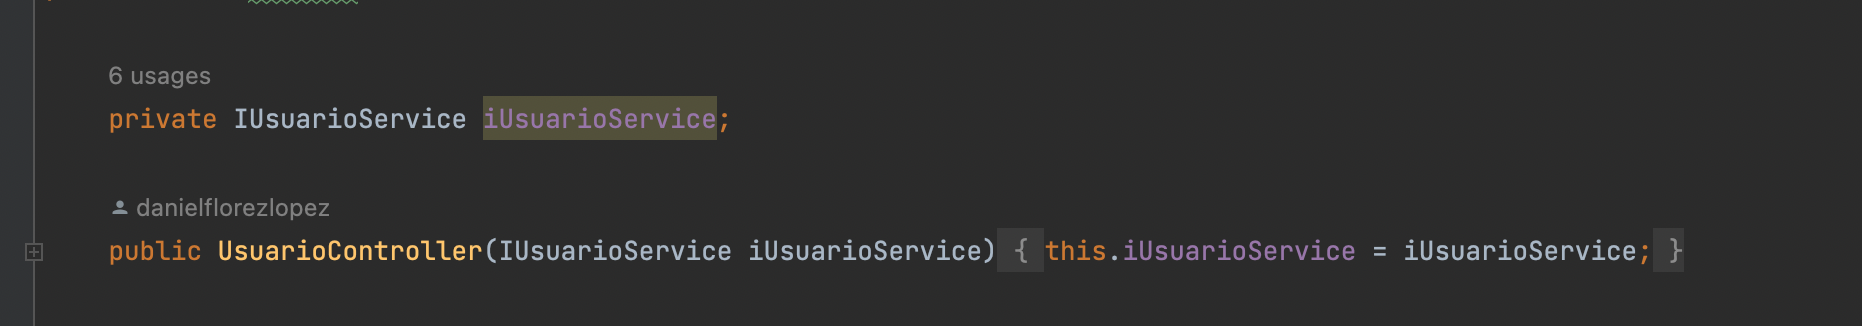 6 usages
private IUsuarioService iUsuarioService;
danielflorezlopez
public UsuarioController(IUsuarioService iUsuarioService) { this.iUsuarioService = iUsuarioService; }